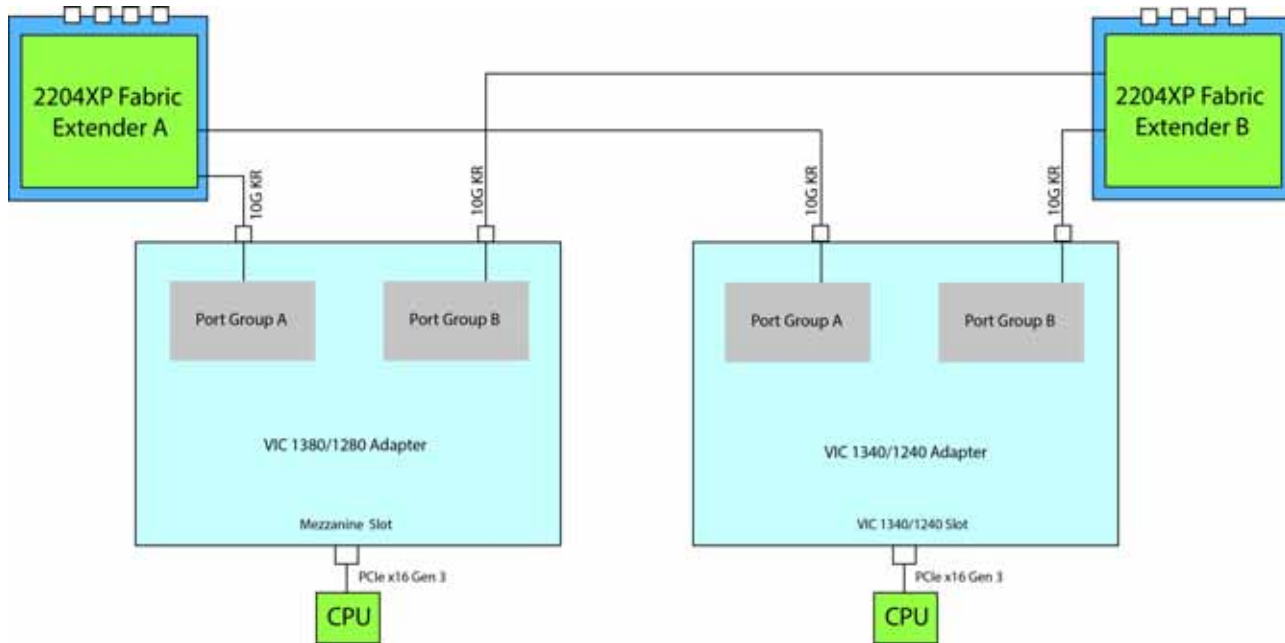 2204XP Fabric
Extender A
2204XP Fabric
Extender B
10G KR
10G KR
10G KR
10G KR
Port Group A
Port Group B
Port Group A
Port Group B
VIC 1380/1280 Adapter
VIC 1340/1240 Adapter
Mezzanine Slot
VIC 1340/1240 Slot
PCIe x16 Gen 3
PCIe x16 Gen 3
CPU
CPU